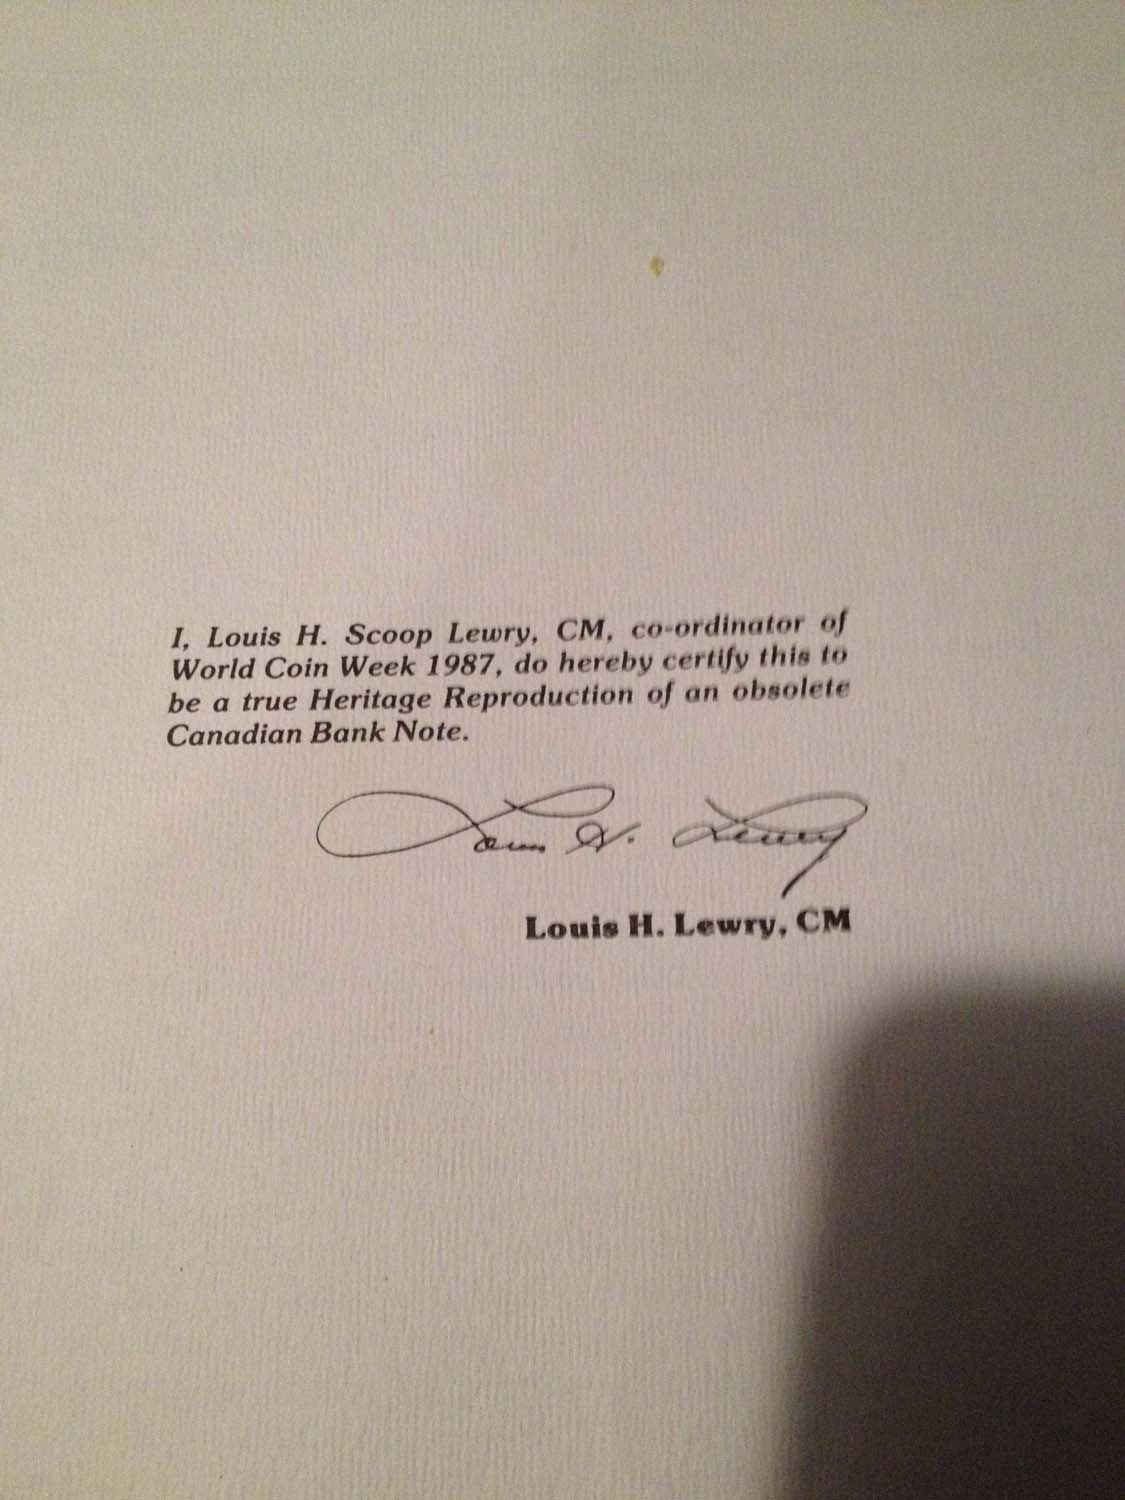 I, Louis H. Scoop Lewry, CM, co-ordinator of
World Coin Week 1987, do hereby certify this to
be a true Heritage Reproduction of an obsolete
Canadian Bank Note.
Louis H. Lewry
Louis H. Lewry, CM